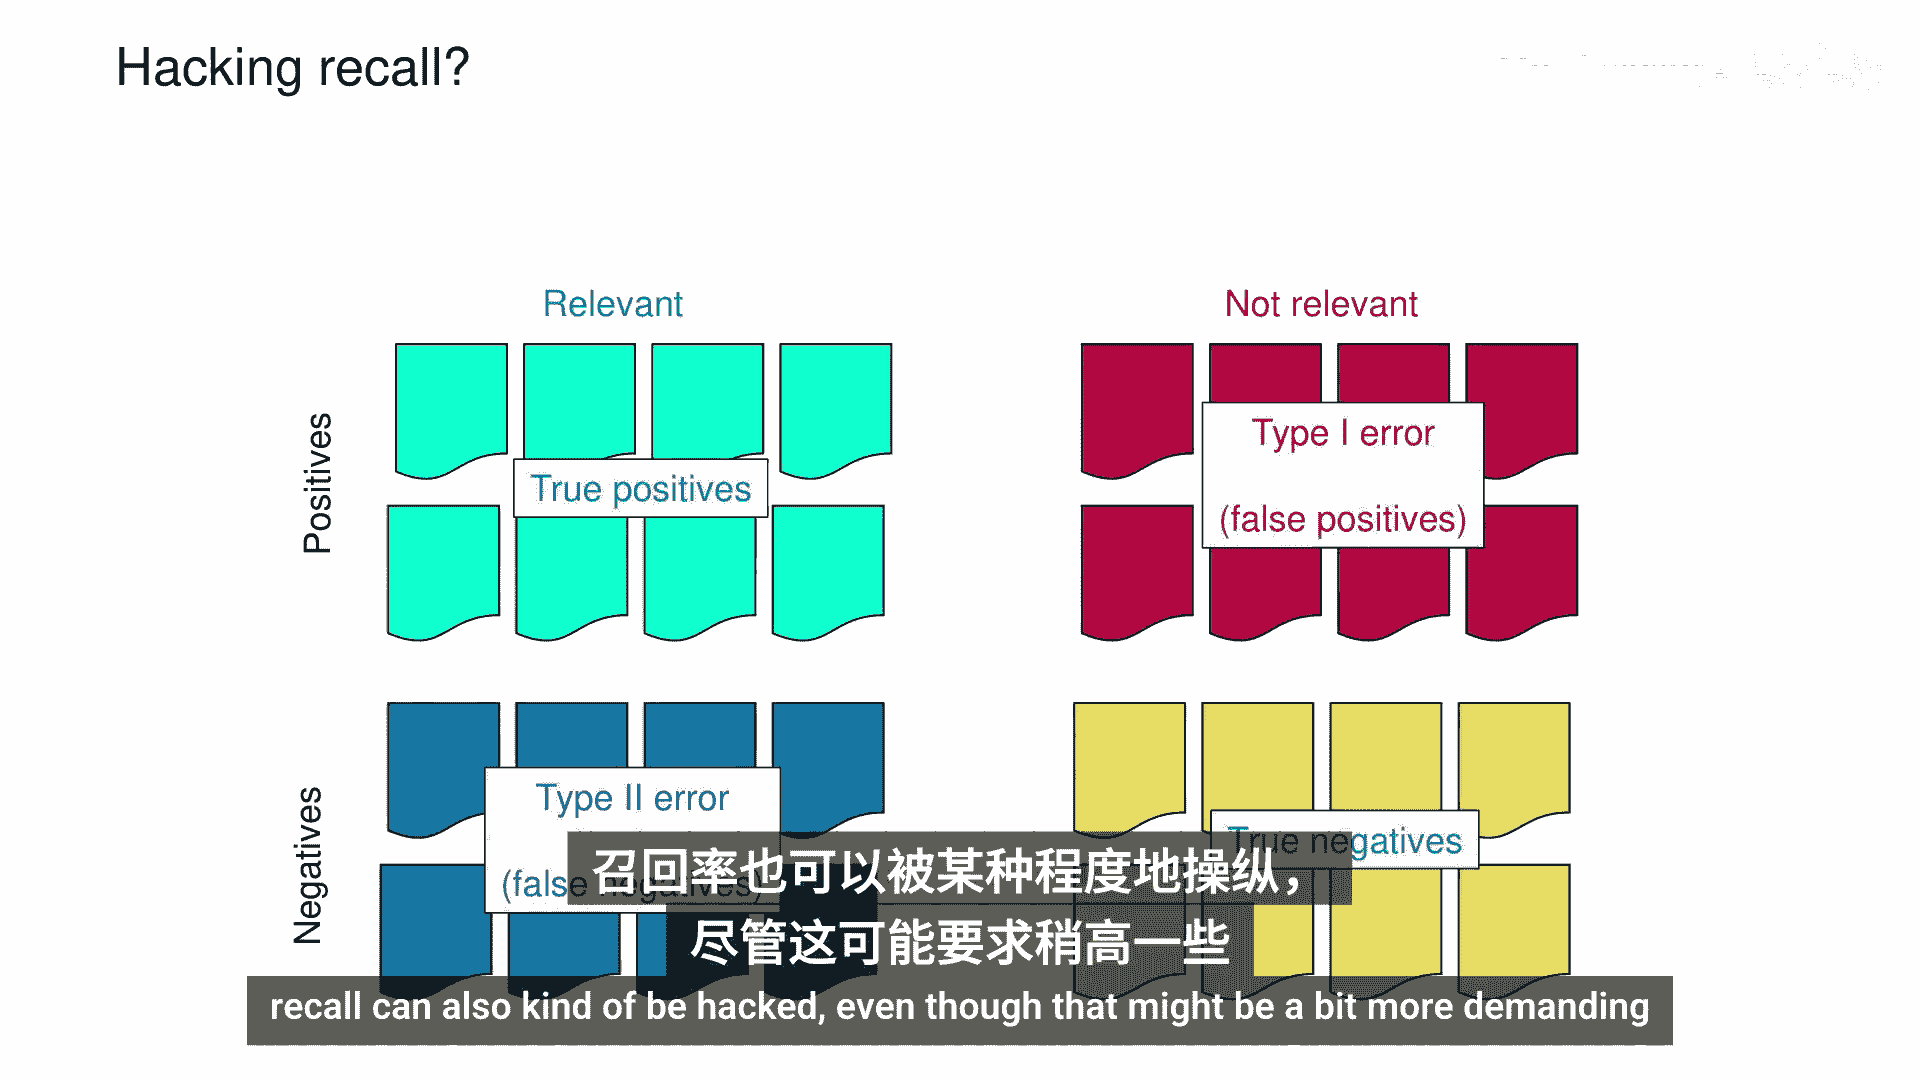 Hacking recall?
Relevant
Not relevant
Positives
True positives
Type I error
(false positives)
Negatives
Type II error
(false negatives)
True negatives
召回率也可以被某种程度地操纵，
尽管这可能要求稍高一些
recall can also kind of be hacked, even though that might be a bit more demanding